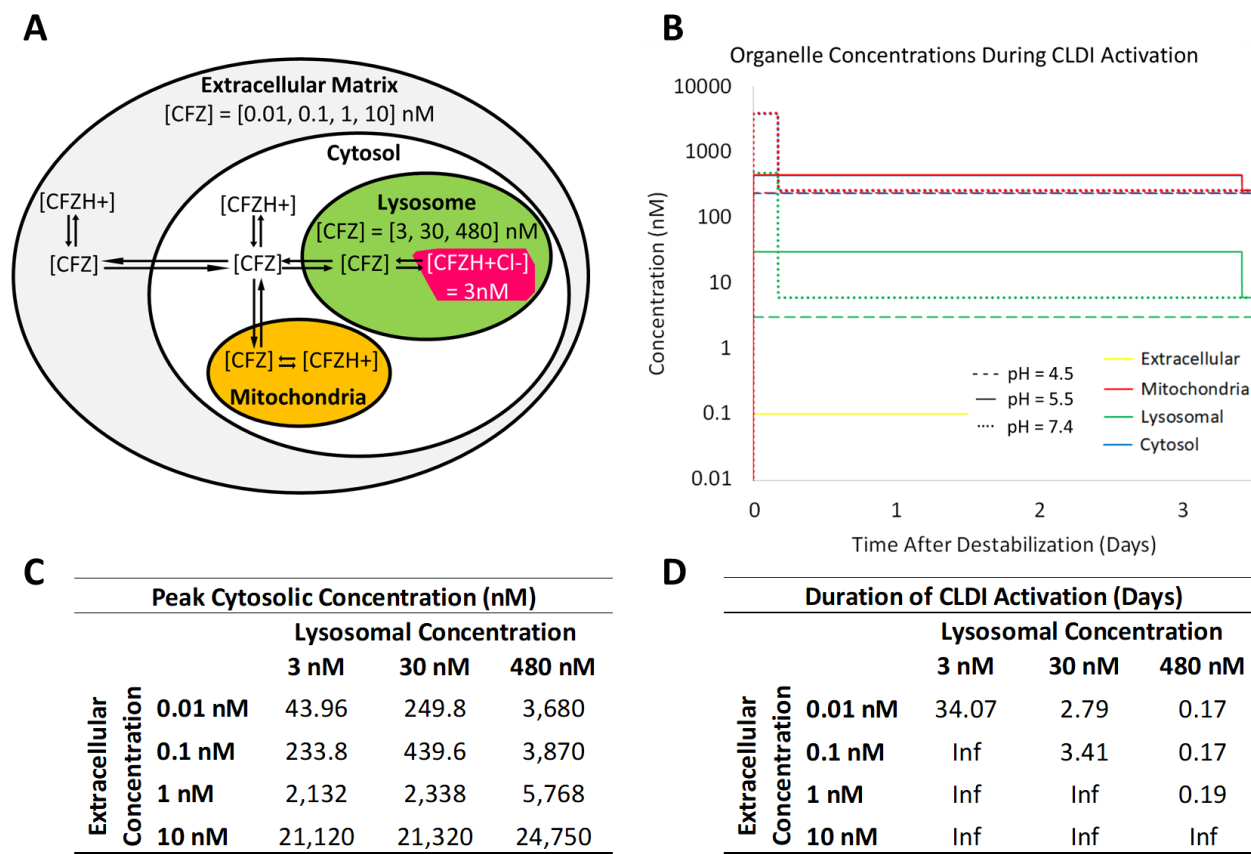 A
Extracellular Matrix
[CFZ] = [0.01, 0.1, 1, 10] nM
Cytosol
[CFZH+]
[CFZH+]
Lysosome
[CFZ] = [3, 30, 480] nM
[CFZ]
[CFZ]
[CFZ]
[CFZH+Cl-]
= 3nM
[CFZ]
[CFZH+]
Mitochondria
B
Organelle Concentrations During CLDI Activation
Concentration (nM)
10000
1000
100
10
1
0.1
0.01
0 1 2 3
Time After Destabilization (Days)
pH = 4.5
pH = 5.5
pH = 7.4
Extracellular
Mitochondria
Lysosomal
Cytosol
C
Peak Cytosolic Concentration (nM)
Lysosomal Concentration
3 nM 30 nM 480 nM
Extracellular
Concentration
0.01 nM 43.96 249.8 3,680
0.1 nM 233.8 439.6 3,870
1 nM 2,132 2,338 5,768
10 nM 21,120 21,320 24,750
D
Duration of CLDI Activation (Days)
Lysosomal Concentration
3 nM 30 nM 480 nM
Extracellular
Concentration
0.01 nM 34.07 2.79 0.17
0.1 nM Inf 3.41 0.17
1 nM Inf Inf 0.19
10 nM Inf Inf Inf